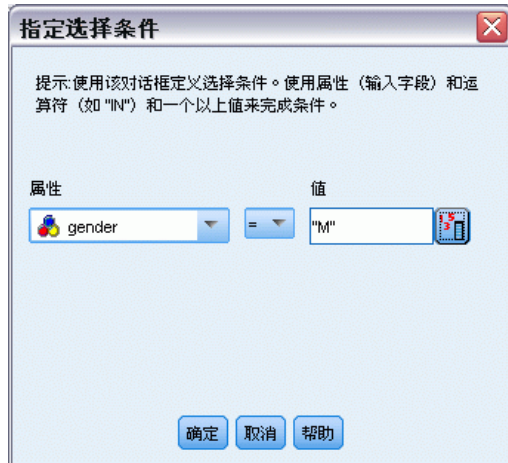 指定选择条件
提示:使用该对话框定义选择条件。使用属性（输入字段）和运
算符（如 "IN"）和一个以上值来完成条件。
属性 值
gender = "M"
确定 取消 帮助